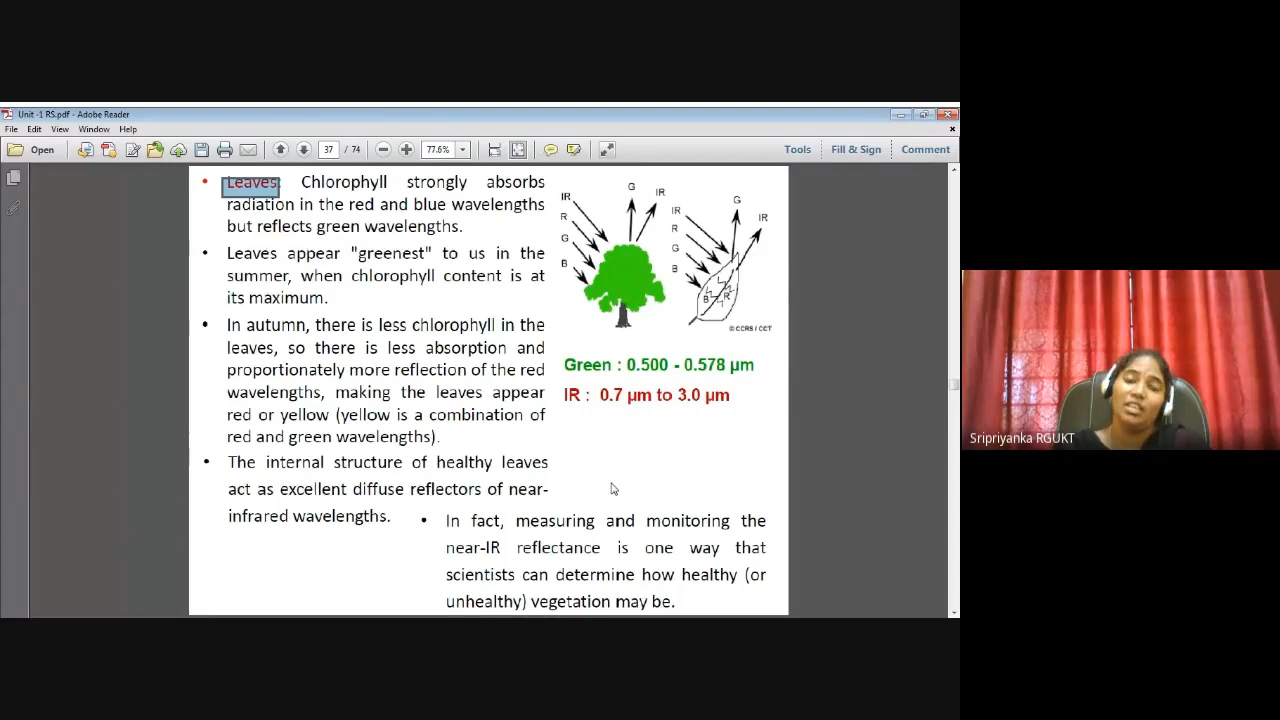 Unit -1 RS.pdf - Adobe Reader
File Edit View Window Help
Open 37 / 74 77.6% Tools Fill & Sign Comment
• Leaves: Chlorophyll strongly absorbs
radiation in the red and blue wavelengths
but reflects green wavelengths.
• Leaves appear "greenest" to us in the
summer, when chlorophyll content is at
its maximum.
• In autumn, there is less chlorophyll in the
leaves, so there is less absorption and
proportionately more reflection of the red
wavelengths, making the leaves appear
red or yellow (yellow is a combination of
red and green wavelengths).
• The internal structure of healthy leaves
act as excellent diffuse reflectors of near-
infrared wavelengths.
G
IR
IR
R
G
B
G
IR
IR
R
G
B
B
R
© CCRS / CCT
Green : 0.500 - 0.578 µm
IR : 0.7 µm to 3.0 µm
• In fact, measuring and monitoring the
near-IR reflectance is one way that
scientists can determine how healthy (or
unhealthy) vegetation may be.
Sripriyanka RGUKT